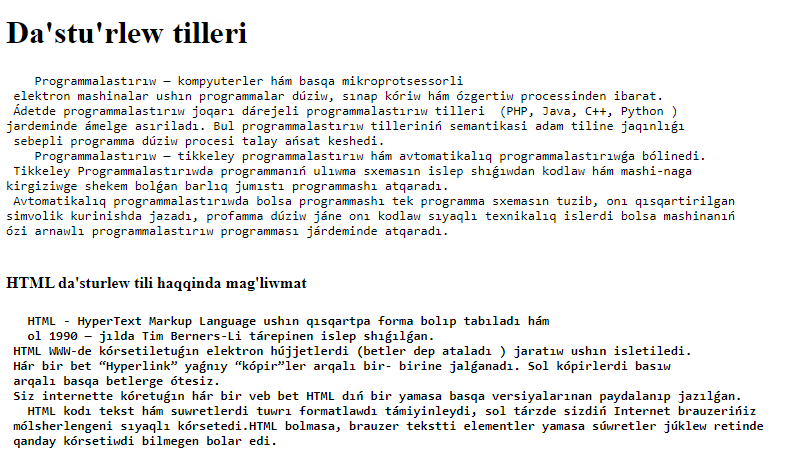 Da'stu'rlew tilleri
Programmalastırıw — kompyuterler hám basqa mikroprotsessorli
elektron mashinalar ushın programmalar dúziw, sınap kóriw hám ózgertiw processinden ibarat.
Ádetde programmalastırıw joqarı dárejeli programmalastırıw tilleri (PHP, Java, C++, Python )
jardeminde ámelge asıriladı. Bul programmalastırıw tilleriniń semantikasi adam tiline jaqınlıǵı
sebepli programma dúziw procesi talay ańsat keshedi.
Programmalastırıw — tikkeley programmalastırıw hám avtomatikalıq programmalastırıwǵa bólinedi.
Tikkeley Programmalastırıwda programmanıń ulıwma sxemasın islep shıǵıwdan kodlaw hám mashi-naga
kirgiziwge shekem bolǵan barlıq jumıstı programmashı atqaradı.
Avtomatikalıq programmalastırıwda bolsa programmashı tek programma sxemasın tuzib, onı qısqartirilgan
simvolik kurinishda jazadı, profamma dúziw jáne onı kodlaw sıyaqlı texnikalıq islerdi bolsa mashinanıń
ózi arnawlı programmalastırıw programması járdeminde atqaradı.
HTML da'sturlew tili haqqinda mag'liwmat
HTML - HyperText Markup Language ushın qısqartpa forma bolıp tabıladı hám
ol 1990 — jılda Tim Berners-Li tárepinen islep shıǵılǵan.
HTML WWW-de kórsetiletuǵın elektron hújjetlerdi (betler dep ataladı ) jaratıw ushın isletiledi.
Hár bir bet “Hyperlink” yaǵnıy “kópir”ler arqalı bir- birine jalǵanadı. Sol kópirlerdi basıw
arqalı basqa betlerge ótesiz.
Siz internette kóretuǵın hár bir veb bet HTML dıń bir yamasa basqa versiyalarınan paydalanıp jazılǵan.
HTML kodı tekst hám suwretlerdi tuwrı formatlawdı támiyinleydi, sol tárzde sizdiń Internet brauzerińiz
mólsherlengeni sıyaqlı kórsetedi.HTML bolmasa, brauzer tekstti elementler yamasa súwretler júklew retinde
qanday kórsetiwdi bilmegen bolar edi.